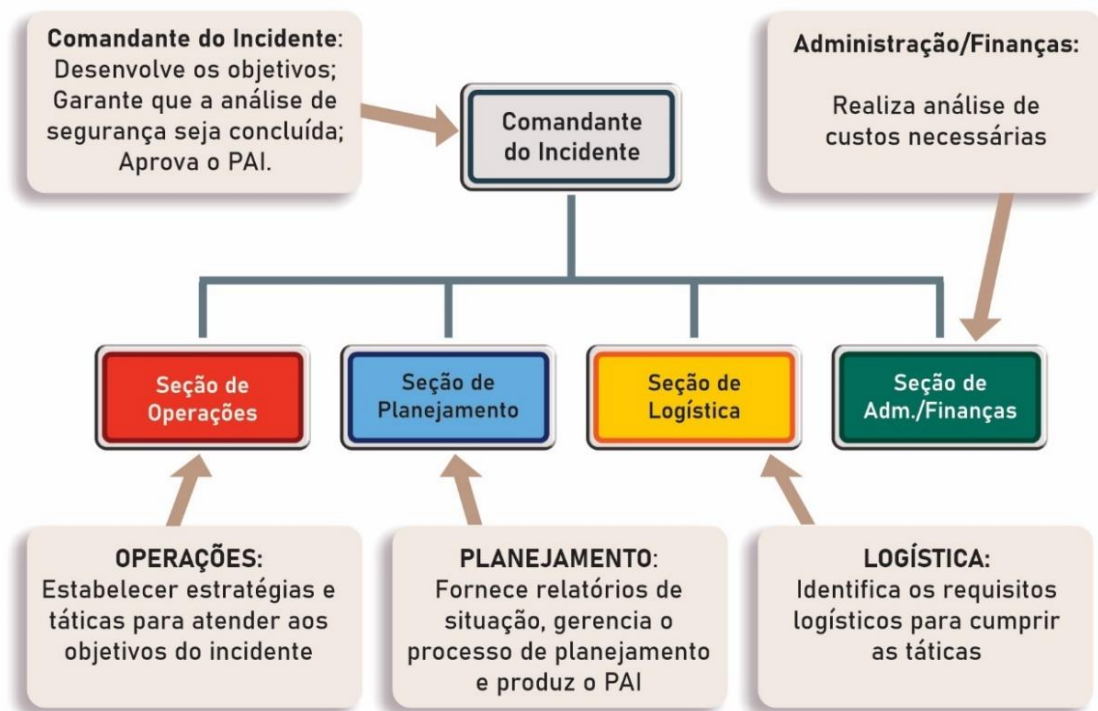 Comandante do Incidente:
Desenvolve os objetivos;
Garante que a análise de
segurança seja concluída;
Aprova o PAI.
Comandante
do Incidente
Administração/Finanças:
Realiza análise de
custos necessárias
Seção de
Operações
Seção de
Planejamento
Seção de
Logística
Seção de
Adm./Finanças
OPERAÇÕES:
Estabelecer estratégias e
táticas para atender aos
objetivos do incidente
PLANEJAMENTO:
Fornece relatórios de
situação, gerencia o
processo de planejamento
e produz o PAI
LOGÍSTICA:
Identifica os requisitos
logísticos para cumprir
as táticas